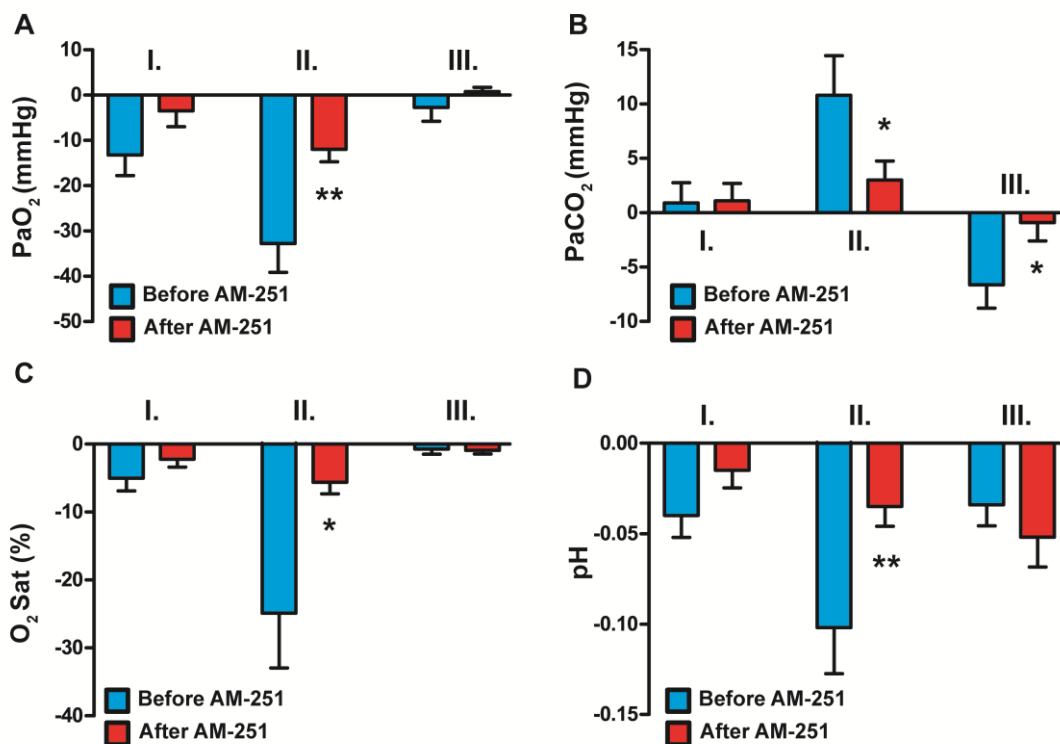 A
PaO2 (mmHg)
10
0
-10
-20
-30
-40
-50
I.
II.
III.
**
Before AM-251
After AM-251
B
PaCO2 (mmHg)
15
10
5
0
-5
-10
I.
II.
III.
*
*
Before AM-251
After AM-251
C
O2 Sat (%)
0
-10
-20
-30
-40
I.
II.
III.
*
Before AM-251
After AM-251
D
pH
0.00
-0.05
-0.10
-0.15
I.
II.
III.
**
Before AM-251
After AM-251